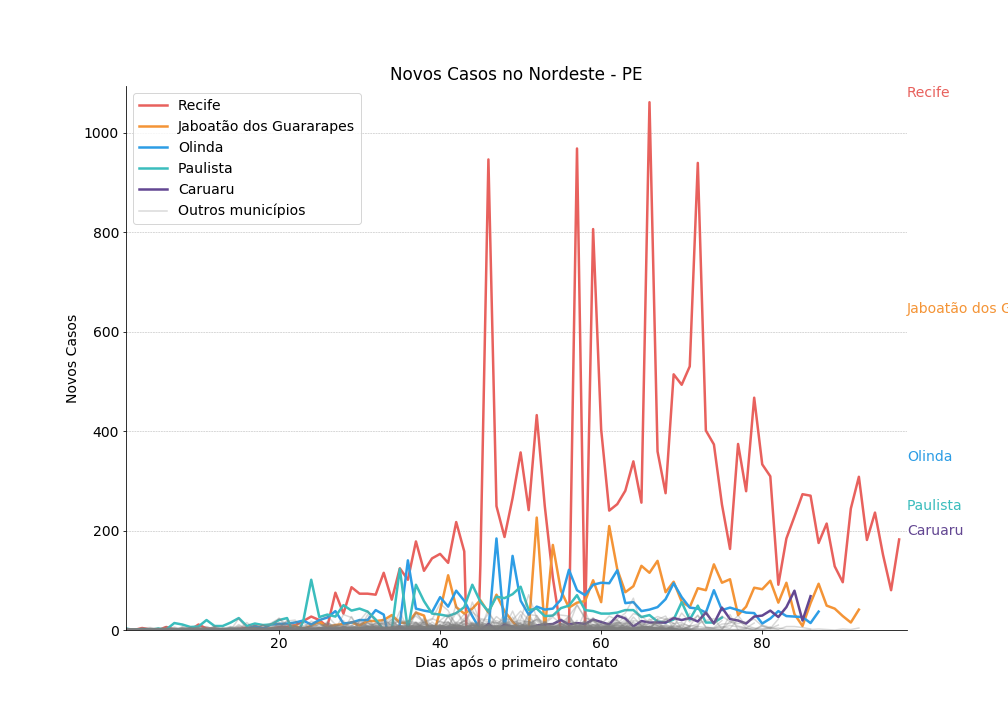 Novos Casos no Nordeste - PE
Recife
Jaboatão dos Guararapes
Olinda
Paulista
Caruaru
Outros municípios
1000
800
600
400
200
0
Novos Casos
20
40
60
80
Dias após o primeiro contato
Recife
Jaboatão dos G
Olinda
Paulista
Caruaru